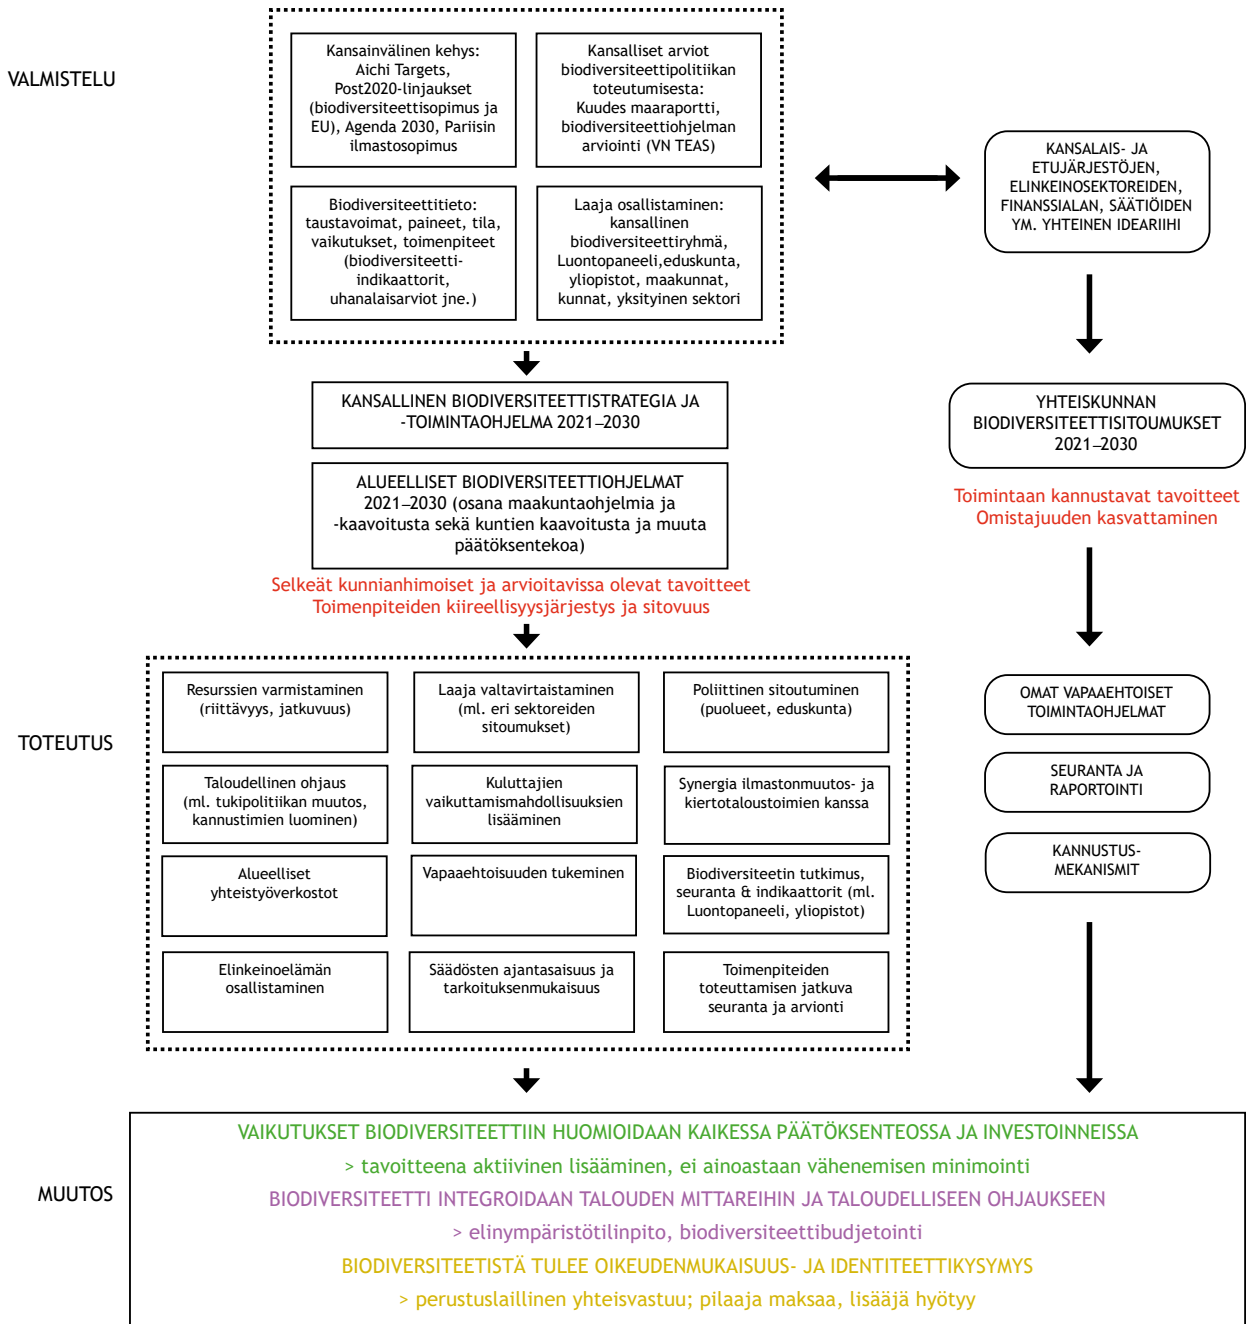 VALMISTELU
Kansainvälinen kehys:
Aichi Targets,
Post2020-linjaukset
(biodiversiteettisopimus ja
EU), Agenda 2030, Pariisin
ilmastosopimus
Kansalliset arviot
biodiversiteettipolitiikan
toteutumisesta:
Kuudes maaraportti,
biodiversiteettiohjelman
arviointi (VN TEAS)
Biodiversiteettitieto:
taustavoimat, paineet, tila,
vaikutukset, toimenpiteet
(biodiversiteetti-
indikaattorit,
uhanalaisarviot jne.)
Laaja osallistaminen:
kansallinen
biodiversiteettiryhmä,
Luontopaneeli,eduskunta,
yliopistot, maakunnat,
kunnat, yksityinen sektori
KANSALAIS- JA
ETUJÄRJESTÖJEN,
ELINKEINOSEKTOREIDEN,
FINANSSIALAN, SÄÄTIÖIDEN
YM. YHTEINEN IDEARIIHI
KANSALLINEN BIODIVERSITEETTISTRATEGIA JA
-TOIMINTAOHJELMA 2021–2030
ALUEELLISET BIODIVERSITEETTIOHJELMAT
2021–2030 (osana maakuntaohjelmia ja
-kaavoitusta sekä kuntien kaavoitusta ja muuta
päätöksentekoa)
Selkeät kunnianhimoiset ja arvioitavissa olevat tavoitteet
Toimenpiteiden kiireellisyysjärjestys ja sitovuus
YHTEISKUNNAN
BIODIVERSITEETTISITOUMUKSET
2021–2030
Toimintaan kannustavat tavoitteet
Omistajuuden kasvattaminen
TOTEUTUS
Resurssien varmistaminen
(riittävyys, jatkuvuus)
Laaja valtavirtaistaminen
(ml. eri sektoreiden
sitoumukset)
Poliittinen sitoutuminen
(puolueet, eduskunta)
Taloudellinen ohjaus
(ml. tukipolitiikan muutos,
kannustimien luominen)
Kuluttajien
vaikuttamismahdollisuuksien
lisääminen
Synergia ilmastonmuutos- ja
kiertotaloustoimien kanssa
Alueelliset
yhteistyöverkostot
Vapaaehtoisuuden tukeminen
Biodiversiteetin tutkimus,
seuranta & indikaattorit (ml.
Luontopaneeli, yliopistot)
Elinkeinoelämän
osallistaminen
Säädösten ajantasaisuus ja
tarkoituksenmukaisuus
Toimenpiteiden
toteuttamisen jatkuva
seuranta ja arvionti
OMAT VAPAAEHTOISET
TOIMINTAOHJELMAT
SEURANTA JA
RAPORTOINTI
KANNUSTUS-
MEKANISMIT
MUUTOS
VAIKUTUKSET BIODIVERSITEETTIIN HUOMIOIDAAN KAIKESSA PÄÄTÖKSENTEOSSA JA INVESTOINNEISSA
> tavoitteena aktiivinen lisääminen, ei ainoastaan vähenemisen minimointi
BIODIVERSITEETTI INTEGROIDAAN TALOUDEN MITTAREIHIN JA TALOUDELLISEEN OHJAUKSEEN
> elinympäristötilinpito, biodiversiteettibudjetointi
BIODIVERSITEETISTÄ TULEE OIKEUDENMUKAISUUS- JA IDENTITEETTIKYSYMYS
> perustuslaillinen yhteisvastuu; pilaaja maksaa, lisääjä hyötyy